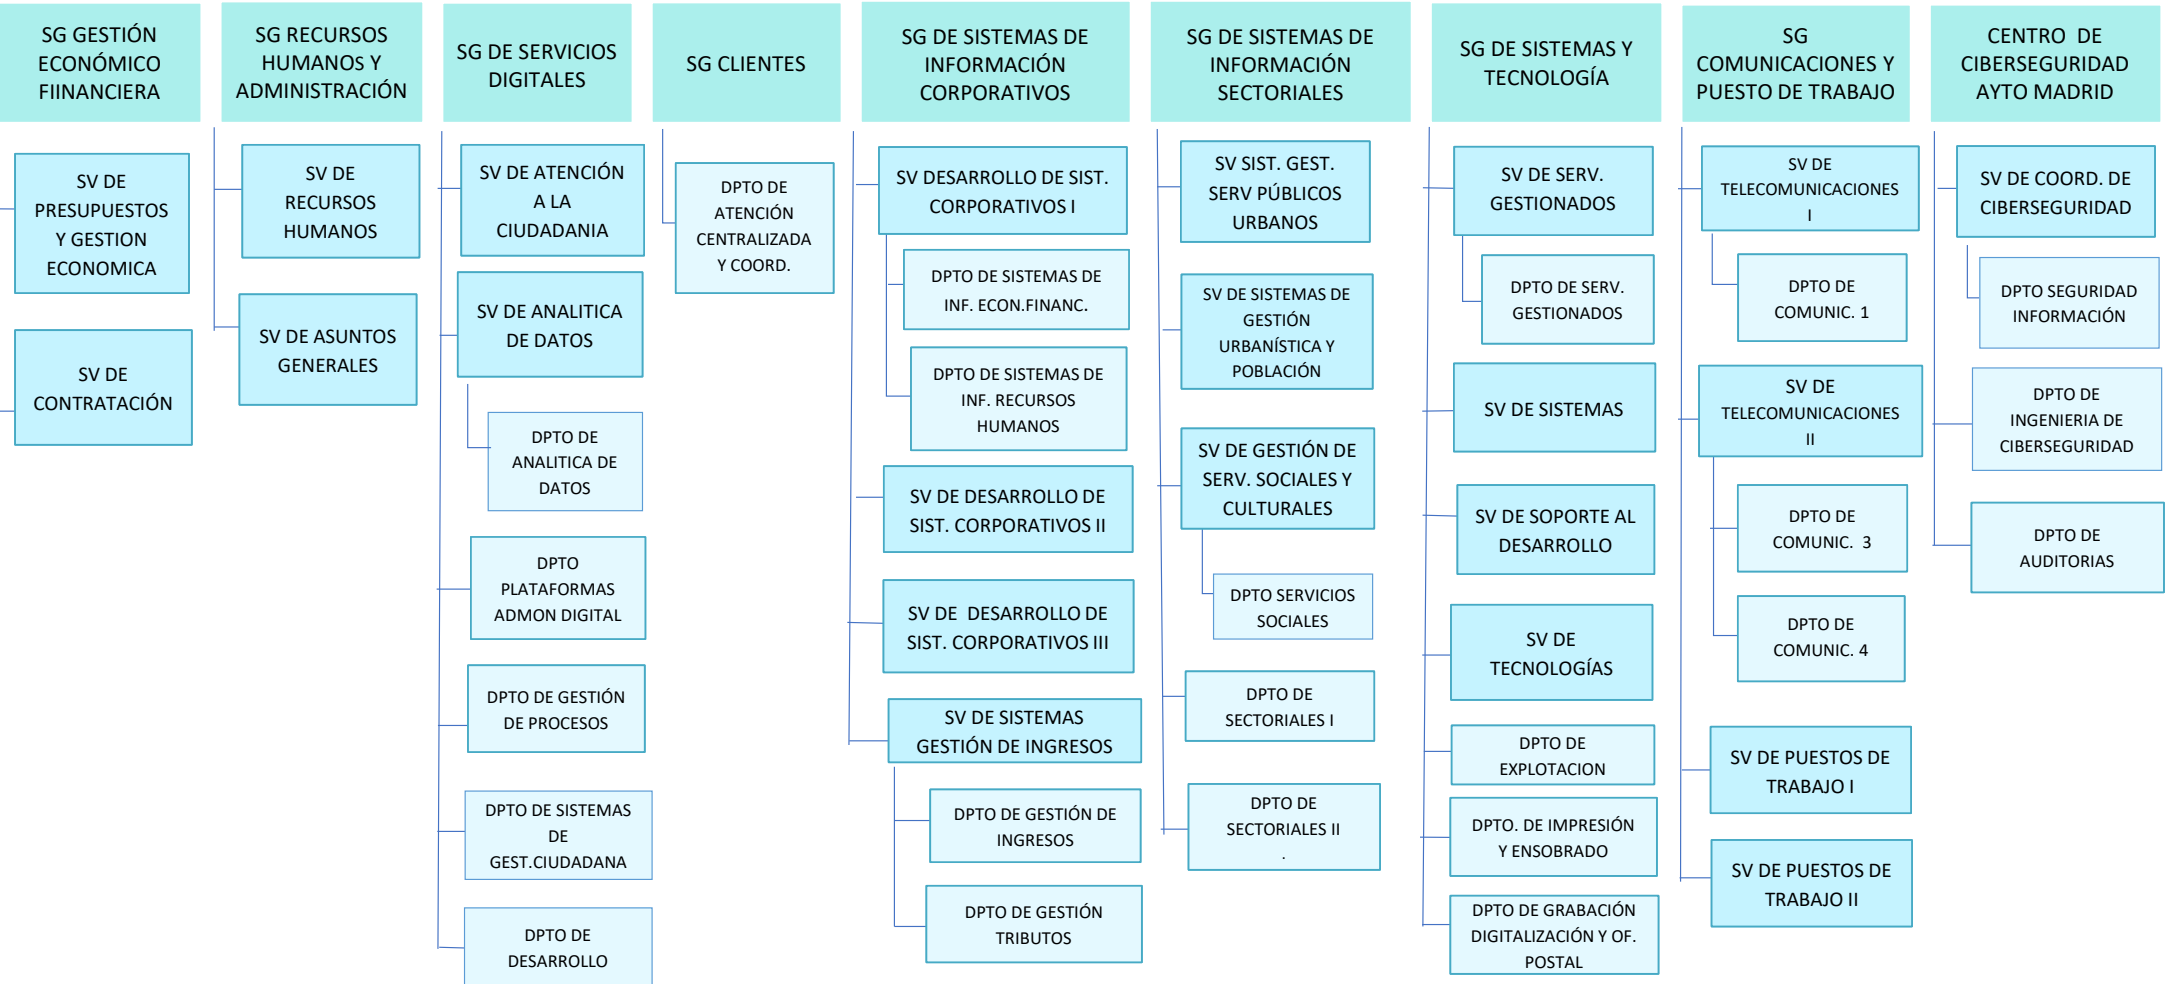 SG GESTIÓN
ECONÓMICO
FIINANCIERA
SV DE
PRESUPUESTOS
Y GESTION
ECONOMICA
SV DE
CONTRATACIÓN
SG RECURSOS
HUMANOS Y
ADMINISTRACIÓN
SV DE
RECURSOS
HUMANOS
SV DE ASUNTOS
GENERALES
SG DE SERVICIOS
DIGITALES
SV DE ATENCIÓN
A LA
CIUDADANIA
SV DE ANALITICA
DE DATOS
DPTO DE
ANALITICA DE
DATOS
DPTO
PLATAFORMAS
ADMON DIGITAL
DPTO DE GESTIÓN
DE PROCESOS
DPTO DE SISTEMAS
DE
GEST.CIUDADANA
DPTO DE
DESARROLLO
SG CLIENTES
DPTO DE
ATENCIÓN
CENTRALIZADA
Y COORD.
SG DE SISTEMAS DE
INFORMACIÓN
CORPORATIVOS
SV DESARROLLO DE SIST.
CORPORATIVOS I
DPTO DE SISTEMAS DE
INF. ECON.FINANC.
DPTO DE SISTEMAS DE
INF. RECURSOS
HUMANOS
SV DE DESARROLLO DE
SIST. CORPORATIVOS II
SV DE  DESARROLLO DE
SIST. CORPORATIVOS III
SV DE SISTEMAS
GESTIÓN DE INGRESOS
DPTO DE GESTIÓN DE
INGRESOS
DPTO DE GESTIÓN
TRIBUTOS
SG DE SISTEMAS DE
INFORMACIÓN
SECTORIALES
SV SIST. GEST.
SERV PÚBLICOS
URBANOS
SV DE SISTEMAS DE
GESTIÓN
URBANÍSTICA Y
POBLACIÓN
SV DE GESTIÓN DE
SERV. SOCIALES Y
CULTURALES
DPTO SERVICIOS
SOCIALES
DPTO DE
SECTORIALES I
DPTO DE
SECTORIALES II
.
SG DE SISTEMAS Y
TECNOLOGÍA
SV DE SERV.
GESTIONADOS
DPTO DE SERV.
GESTIONADOS
SV DE SISTEMAS
SV DE SOPORTE AL
DESARROLLO
SV DE
TECNOLOGÍAS
DPTO DE
EXPLOTACION
DPTO. DE IMPRESIÓN
Y ENSOBRADO
DPTO DE GRABACIÓN
DIGITALIZACIÓN Y OF.
POSTAL
SG
COMUNICACIONES Y
PUESTO DE TRABAJO
SV DE
TELECOMUNICACIONES
I
DPTO DE
COMUNIC. 1
SV DE
TELECOMUNICACIONES
II
DPTO DE
COMUNIC.  3
DPTO DE
COMUNIC. 4
SV DE PUESTOS DE
TRABAJO I
SV DE PUESTOS DE
TRABAJO II
CENTRO  DE
CIBERSEGURIDAD
AYTO MADRID
SV DE COORD. DE
CIBERSEGURIDAD
DPTO SEGURIDAD
INFORMACIÓN
DPTO DE
INGENIERIA DE
CIBERSEGURIDAD
DPTO DE
AUDITORIAS